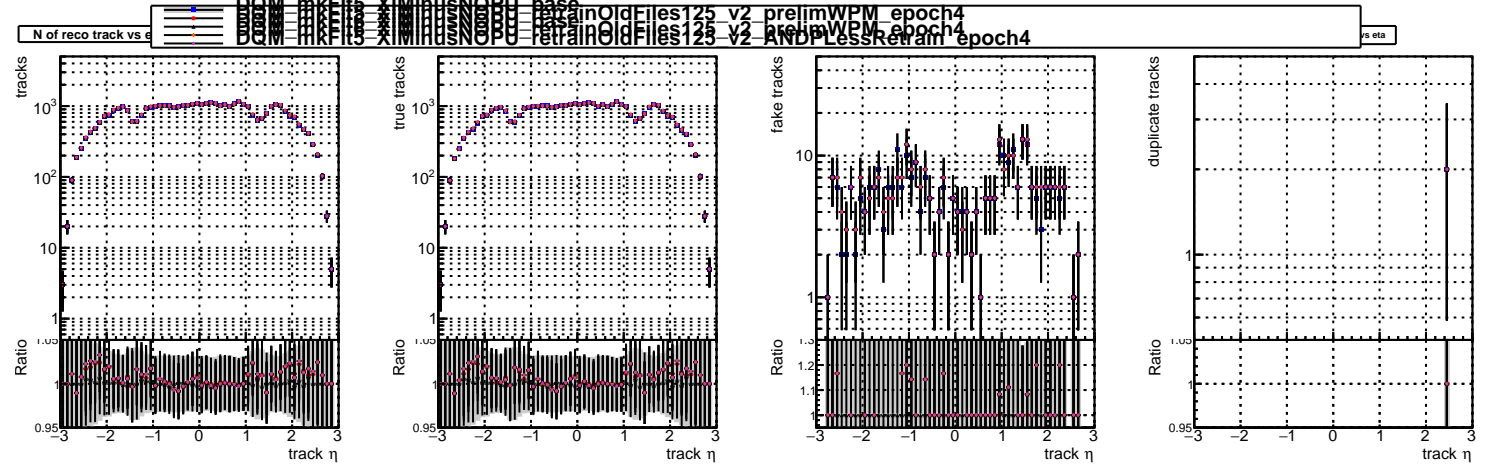 DQM_mkFit5_XiMinusNOPU_base
DQM_mkFit5_XiMinusNOPU_retrainOldFiles125_v2_prelimWPM_epoch4
DQM_mkFit5_XiMinusNOPU_retrainOldFiles125_v2_ANDPLessRetrain_epoch4
N of reco track vs e
vs eta
tracks
10³
10²
10
1
Ratio
1.05
1
0.95
−3 −2 −1 0 1 2 3
track η
true tracks
10³
10²
10
1
Ratio
1.05
1
0.95
−3 −2 −1 0 1 2 3
track η
fake tracks
10
1
Ratio
1.3
1.2
1.1
1
−3 −2 −1 0 1 2 3
track η
duplicate tracks
1
Ratio
1.05
1
0.95
−3 −2 −1 0 1 2 3
track η